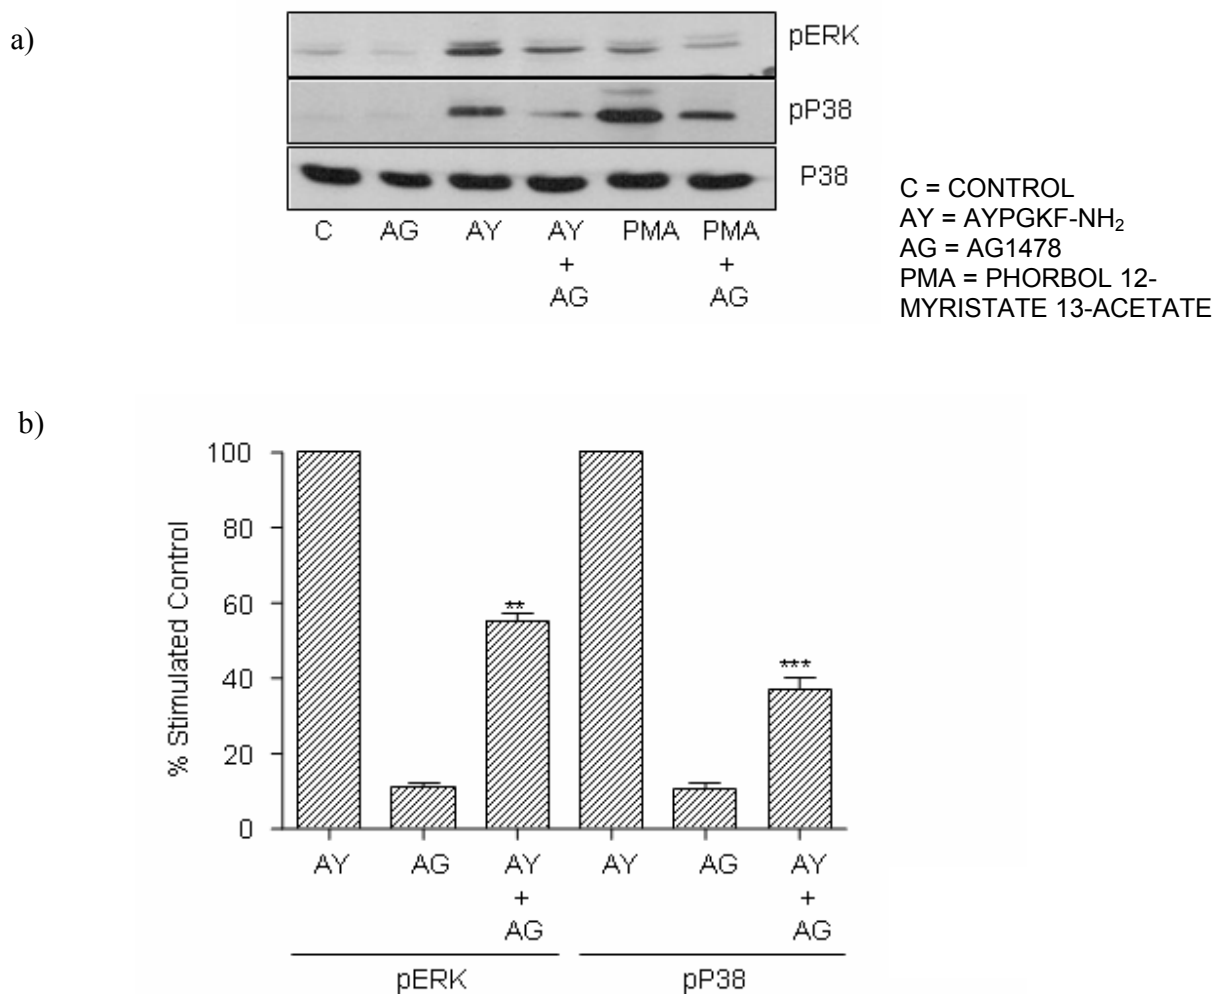 a)
pERK
pP38
P38
C AG AY AY PMA PMA
+ +
AG AG
C = CONTROL
AY = AYPGKF-NH₂
AG = AG1478
PMA = PHORBOL 12-
MYRISTATE 13-ACETATE
b)
% Stimulated Control
100
80
60
40
20
0
**
***
AY AG AY AY AG AY
+ +
AG AG
pERK pP38